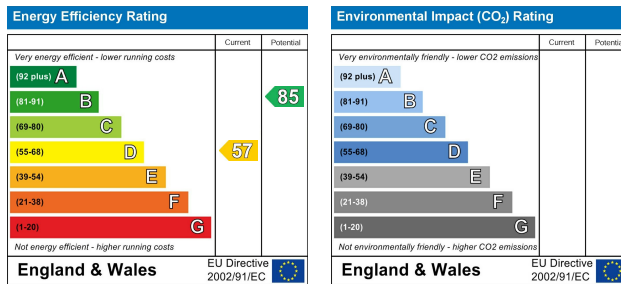 Energy Efficiency Rating
Current Potential
Very energy efficient - lower running costs
(92 plus) A
(81-91) B
85
(69-80) C
(55-68) D
57
(39-54) E
(21-38) F
(1-20) G
Not energy efficient - higher running costs
England & Wales
EU Directive
2002/91/EC
Environmental Impact (CO₂) Rating
Current Potential
Very environmentally friendly - lower CO2 emissions
(92 plus) A
(81-91) B
(69-80) C
(55-68) D
(39-54) E
(21-38) F
(1-20) G
Not environmentally friendly - higher CO2 emissions
England & Wales
EU Directive
2002/91/EC